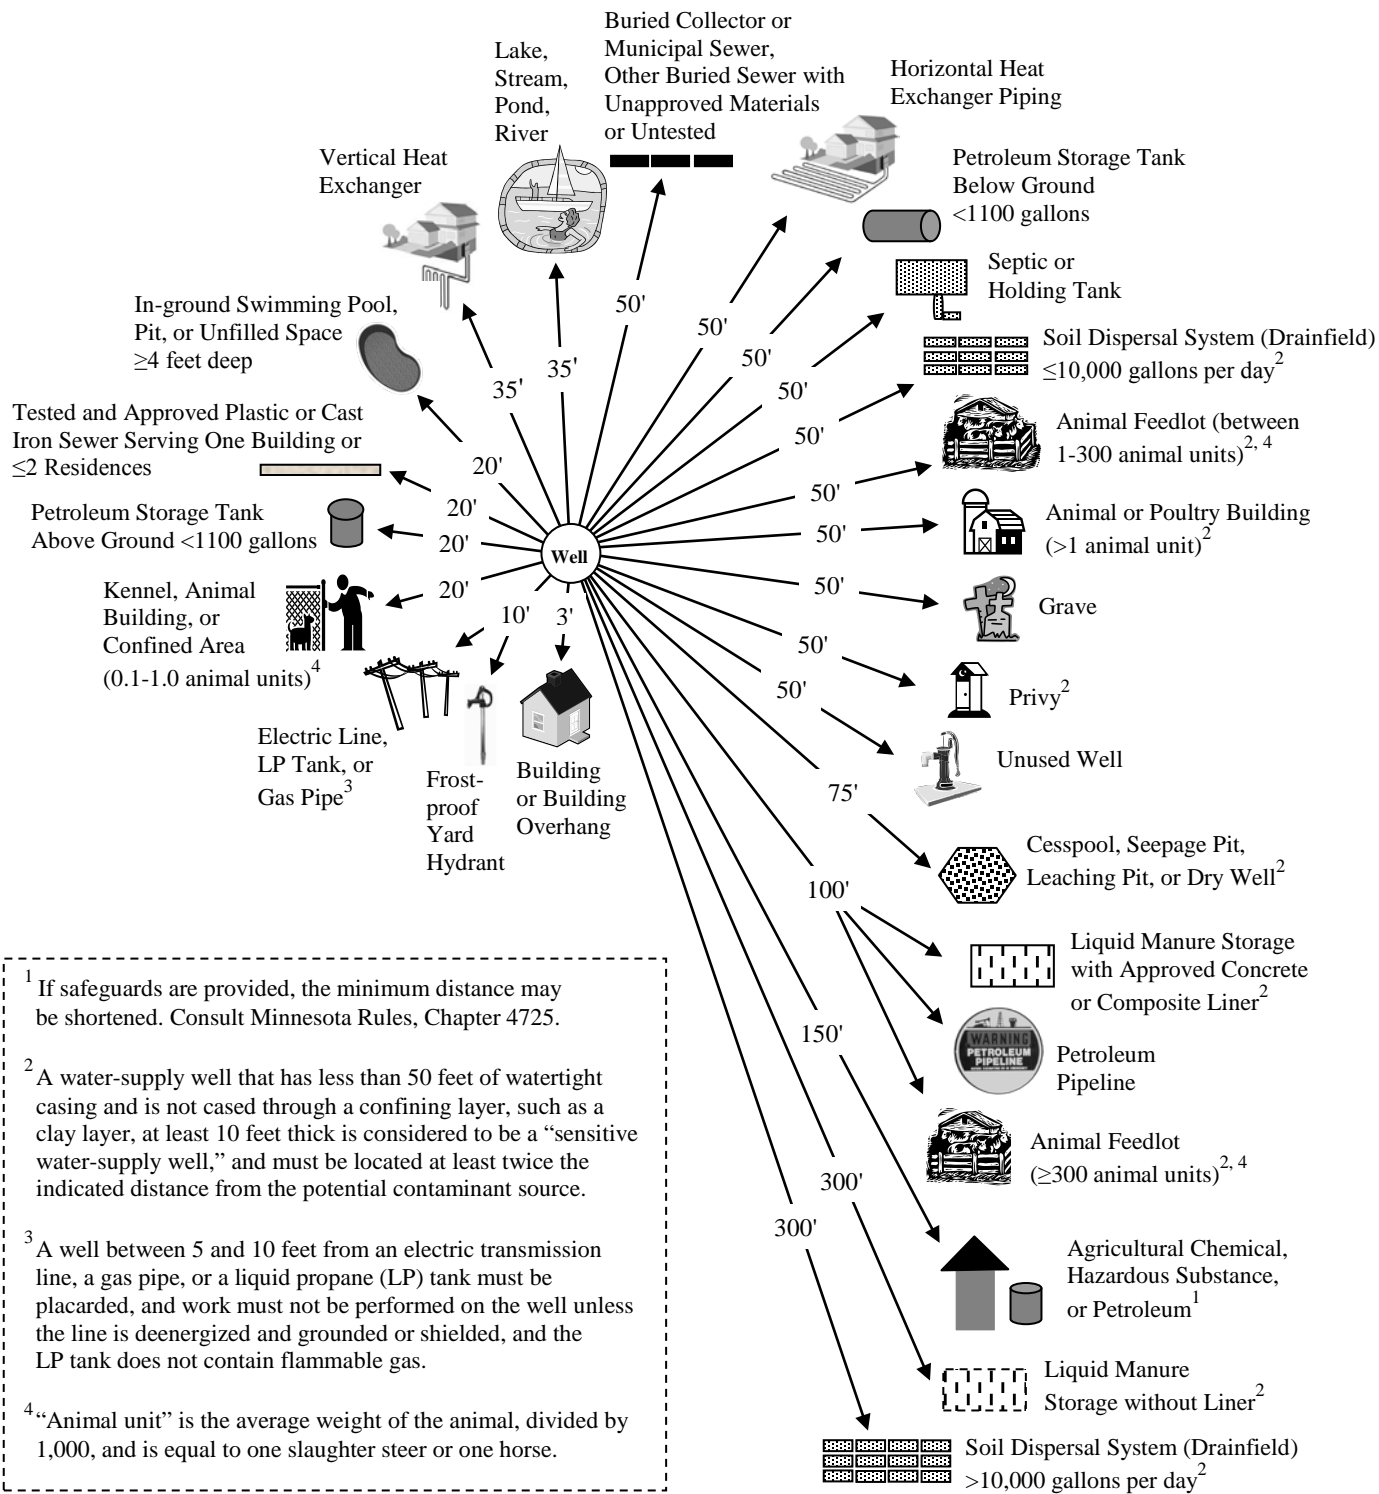 Buried Collector or
Municipal Sewer,
Other Buried Sewer with
Unapproved Materials
or Untested
Lake,
Stream,
Pond,
River
Horizontal Heat
Exchanger Piping
Vertical Heat
Exchanger
Petroleum Storage Tank
Below Ground
<1100 gallons
Septic or
Holding Tank
In-ground Swimming Pool,
Pit, or Unfilled Space
≥4 feet deep
Soil Dispersal System (Drainfield)
≤10,000 gallons per day2
Tested and Approved Plastic or Cast
Iron Sewer Serving One Building or
≤2 Residences
Animal Feedlot (between
1-300 animal units)2, 4
Petroleum Storage Tank
Above Ground <1100 gallons
Animal or Poultry Building
(>1 animal unit)2
Kennel, Animal
Building, or
Confined Area
(0.1-1.0 animal units)4
Grave
Privy2
Electric Line,
LP Tank, or
Gas Pipe3
Frost-
proof
Yard
Hydrant
Building
or Building
Overhang
Unused Well
Cesspool, Seepage Pit,
Leaching Pit, or Dry Well2
Liquid Manure Storage
with Approved Concrete
or Composite Liner2
WARNING
PETROLEUM
PIPELINE
Petroleum
Pipeline
Animal Feedlot
(≥300 animal units)2, 4
Agricultural Chemical,
Hazardous Substance,
or Petroleum1
Liquid Manure
Storage without Liner2
Soil Dispersal System (Drainfield)
>10,000 gallons per day2
Well
35'
35'
50'
50'
50'
50'
50'
50'
50'
50'
50'
50'
75'
100'
150'
300'
300'
20'
20'
20'
20'
10'
3'
1 If safeguards are provided, the minimum distance may
be shortened. Consult Minnesota Rules, Chapter 4725.
2 A water-supply well that has less than 50 feet of watertight
casing and is not cased through a confining layer, such as a
clay layer, at least 10 feet thick is considered to be a “sensitive
water-supply well,” and must be located at least twice the
indicated distance from the potential contaminant source.
3 A well between 5 and 10 feet from an electric transmission
line, a gas pipe, or a liquid propane (LP) tank must be
placarded, and work must not be performed on the well unless
the line is deenergized and grounded or shielded, and the
LP tank does not contain flammable gas.
4 “Animal unit” is the average weight of the animal, divided by
1,000, and is equal to one slaughter steer or one horse.